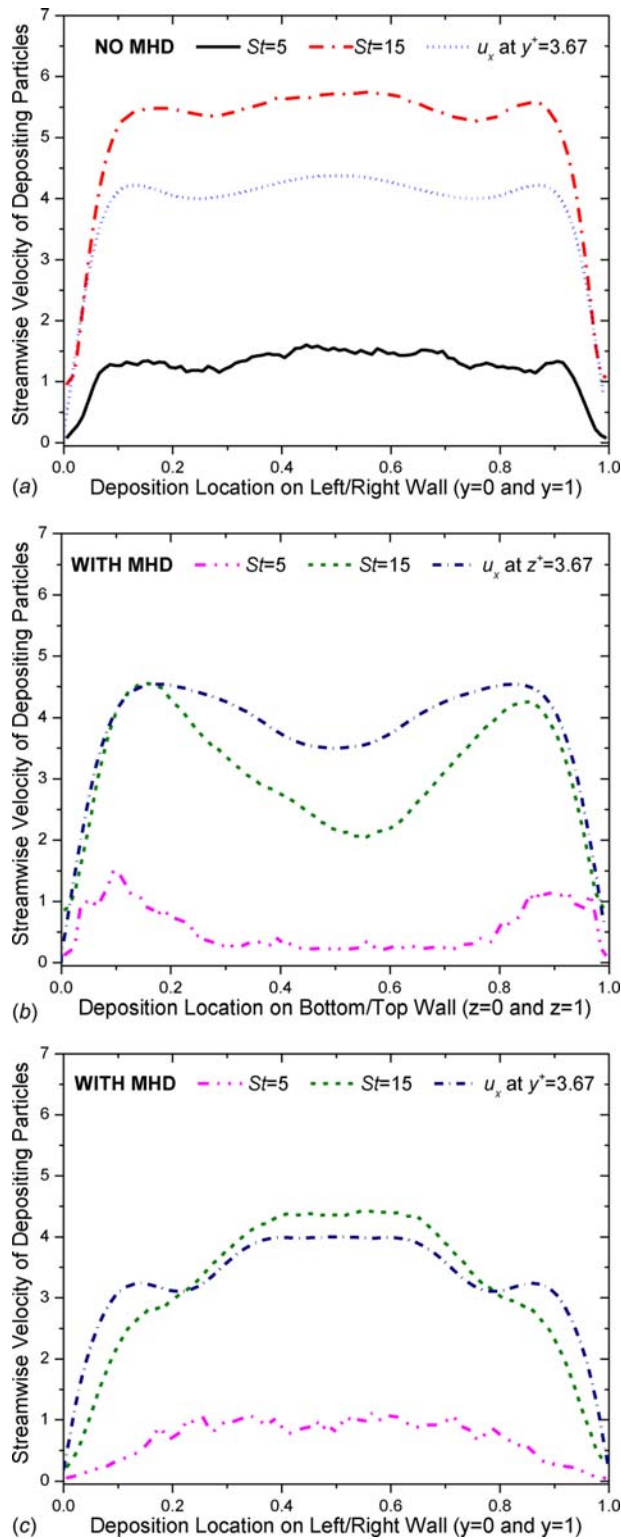 7
6
5
4
3
2
1
0
Streamwise Velocity of Depositing Particles
NO MHD St=5 St=15 u_x at y⁺=3.67
0.0 0.2 0.4 0.6 0.8 1.0
(a) Deposition Location on Left/Right Wall (y=0 and y=1)
7
6
5
4
3
2
1
0
Streamwise Velocity of Depositing Particles
WITH MHD St=5 St=15 u_x at z⁺=3.67
0.0 0.2 0.4 0.6 0.8 1.0
(b) Deposition Location on Bottom/Top Wall (z=0 and z=1)
7
6
5
4
3
2
1
0
Streamwise Velocity of Depositing Particles
WITH MHD St=5 St=15 u_x at y⁺=3.67
0.0 0.2 0.4 0.6 0.8 1.0
(c) Deposition Location on Left/Right Wall (y=0 and y=1)